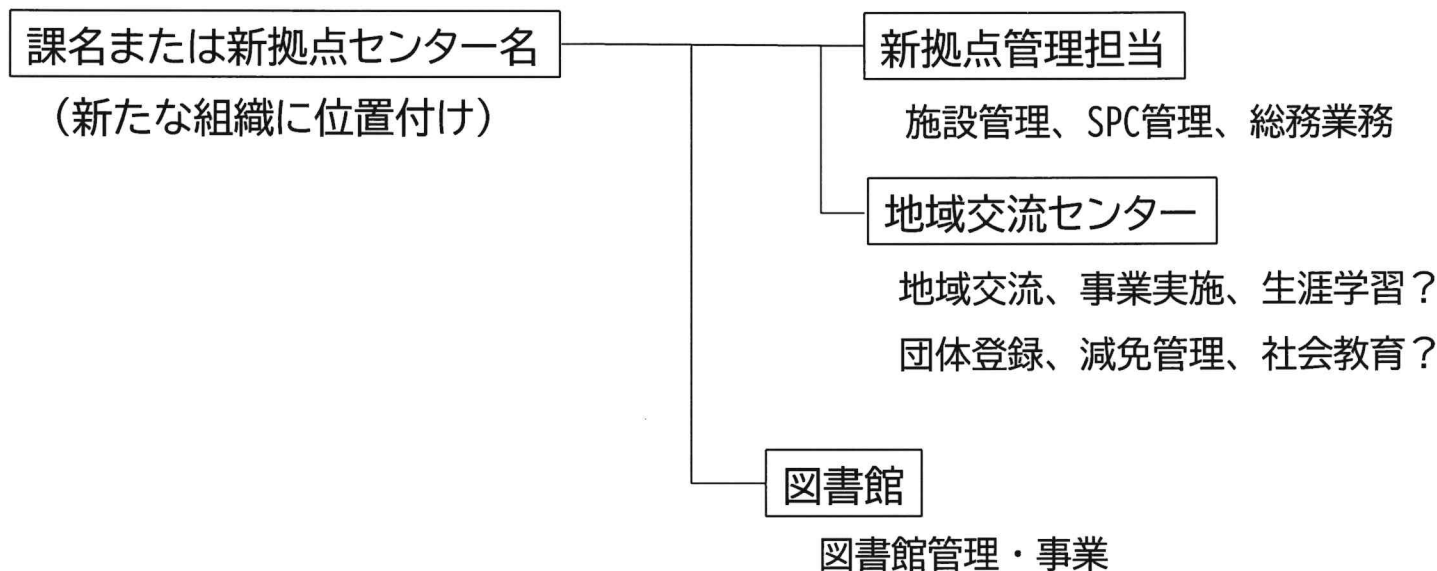 課名または新拠点センター名
（新たな組織に位置付け）
新拠点管理担当
施設管理、SPC管理、総務業務
地域交流センター
地域交流、事業実施、生涯学習？
団体登録、減免管理、社会教育？
図書館
図書館管理・事業